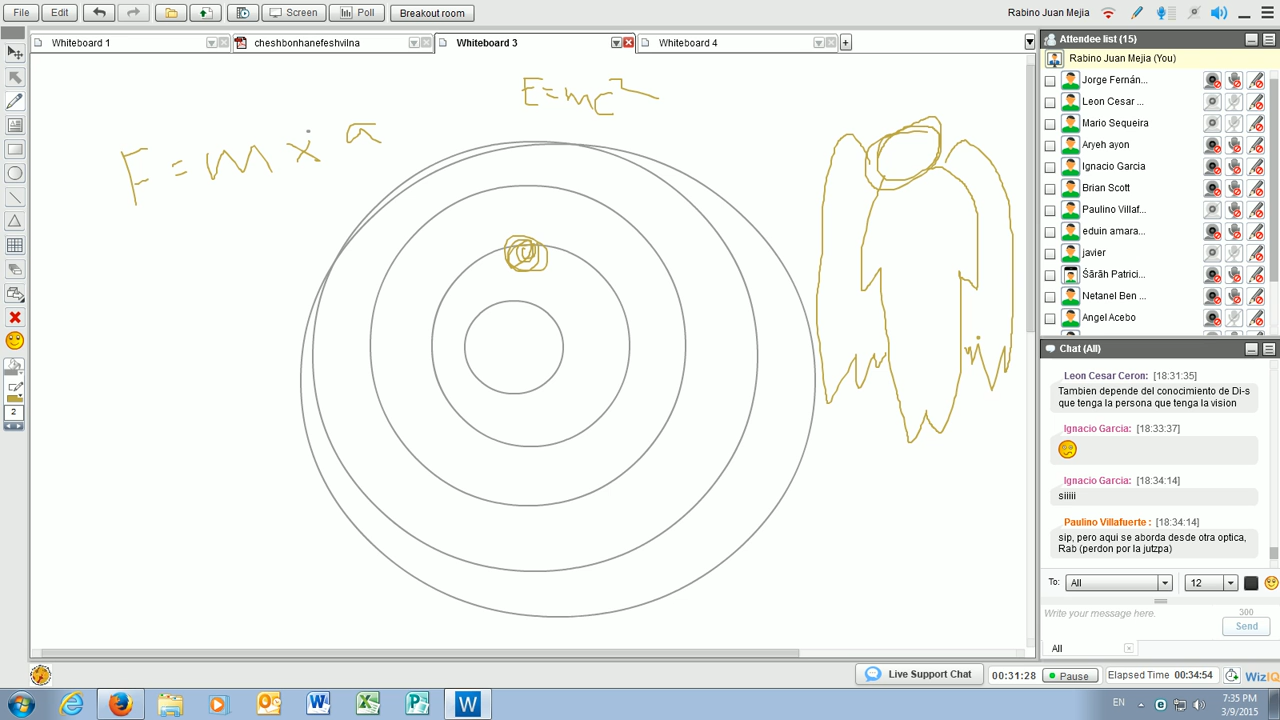 File Edit Screen Poll Breakout room Rabino Juan Mejia
Whiteboard 1 cheshbonhanefeshvilna Whiteboard 3 Whiteboard 4
E=mc²
F = m x a
2
Attendee list (15)
Rabino Juan Mejia (You)
Jorge Fernán...
Leon Cesar ...
Mario Sequeira
Aryeh ayon
Ignacio Garcia
Brian Scott
Paulino Villaf...
eduin amara...
javier
Śārāh Patrici...
Netanel Ben ...
Angel Acebo
Chat (All)
Leon Cesar Ceron: [18:31:35]
Tambien depende del conocimiento de Di-s
que tenga la persona que tenga la vision
Ignacio Garcia: [18:33:37]
Ignacio Garcia: [18:34:14]
siiiii
Paulino Villafuerte : [18:34:14]
sip, pero aqui se aborda desde otra optica,
Rab (perdon por la jutzpa)
To: All 12
Write your message here. 300
Send
All
Live Support Chat 00:31:28 Pause Elapsed Time 00:34:54 WizIQ
EN 7:35 PM
3/9/2015